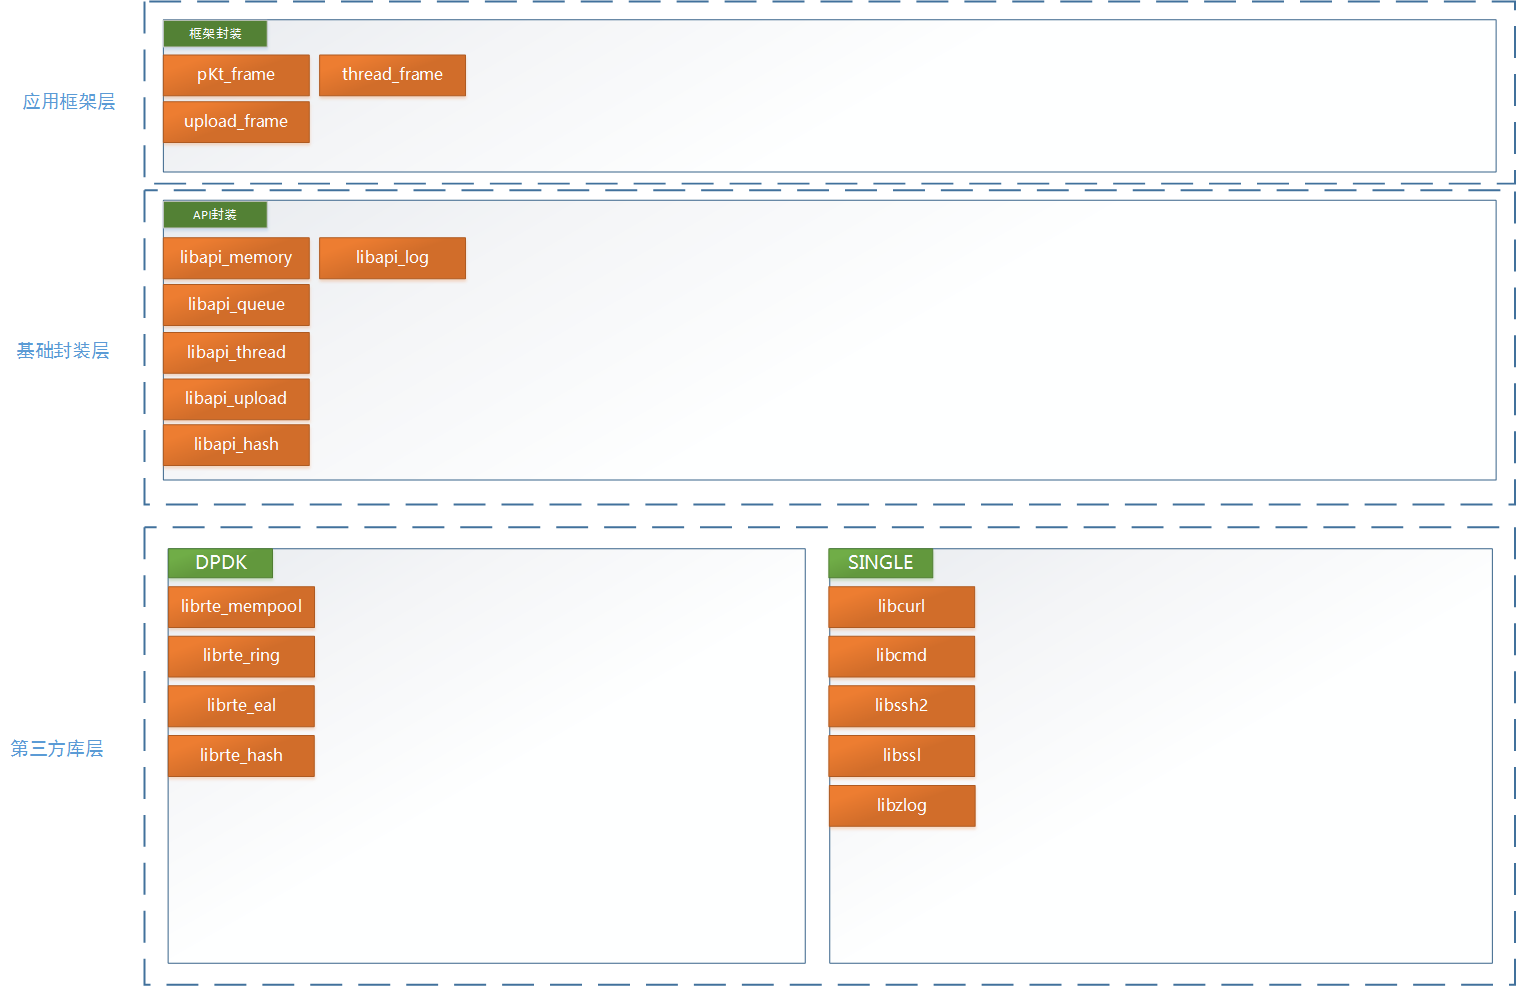 应用框架层
框架封装
pKt_frame
thread_frame
upload_frame
基础封装层
API封装
libapi_memory
libapi_log
libapi_queue
libapi_thread
libapi_upload
libapi_hash
第三方库层
DPDK
librte_mempool
librte_ring
librte_eal
librte_hash
SINGLE
libcurl
libcmd
libssh2
libssl
libzlog